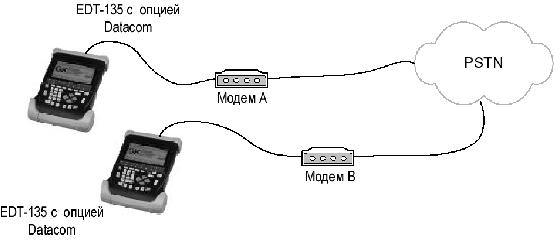 EDT-135 с опцией
Datacom
Модем А
PSTN
Модем В
EDT-135 с опцией
Datacom